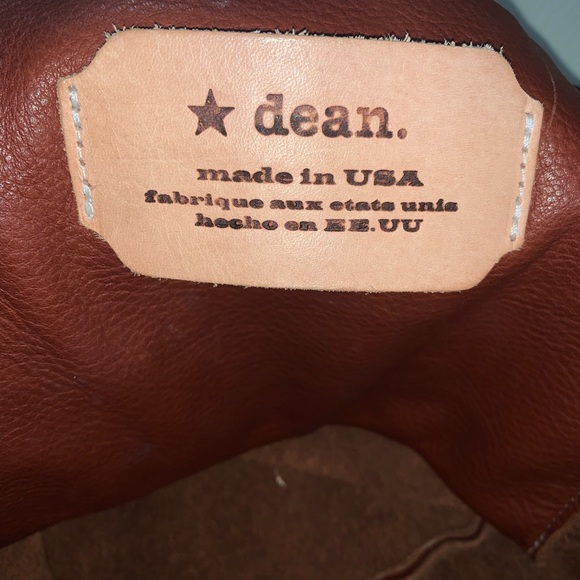 ★ dean.
made in USA
fabrique aux etats unis
hecho en EE.UU